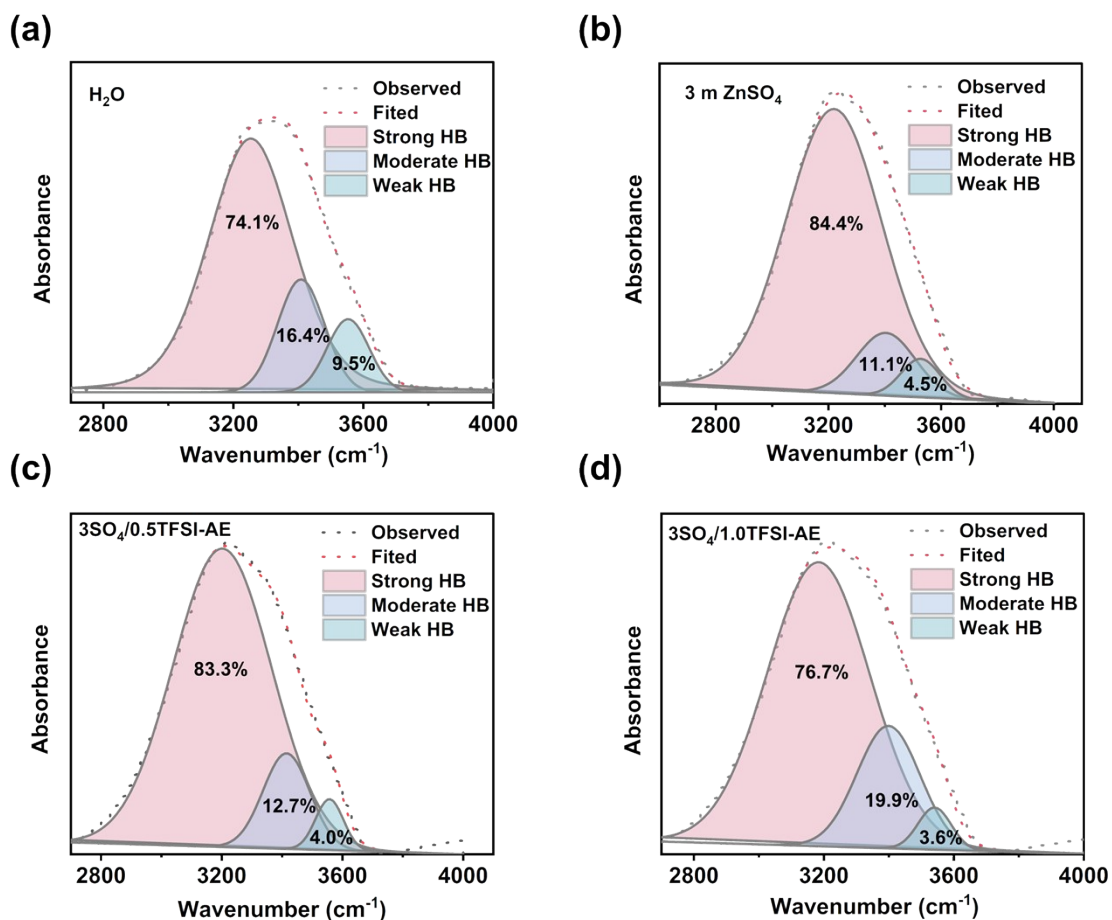 (a)
H₂O
Observed
Fited
Strong HB
Moderate HB
Weak HB
74.1%
16.4%
9.5%
Absorbance
2800 3200 3600 4000
Wavenumber (cm⁻¹)
(b)
3 m ZnSO₄
Observed
Fited
Strong HB
Moderate HB
Weak HB
84.4%
11.1%
4.5%
Absorbance
2800 3200 3600 4000
Wavenumber (cm⁻¹)
(c)
3SO₄/0.5TFSI-AE
Observed
Fited
Strong HB
Moderate HB
Weak HB
83.3%
12.7%
4.0%
Absorbance
2800 3200 3600 4000
Wavenumber (cm⁻¹)
(d)
3SO₄/1.0TFSI-AE
Observed
Fited
Strong HB
Moderate HB
Weak HB
76.7%
19.9%
3.6%
Absorbance
2800 3200 3600 4000
Wavenumber (cm⁻¹)